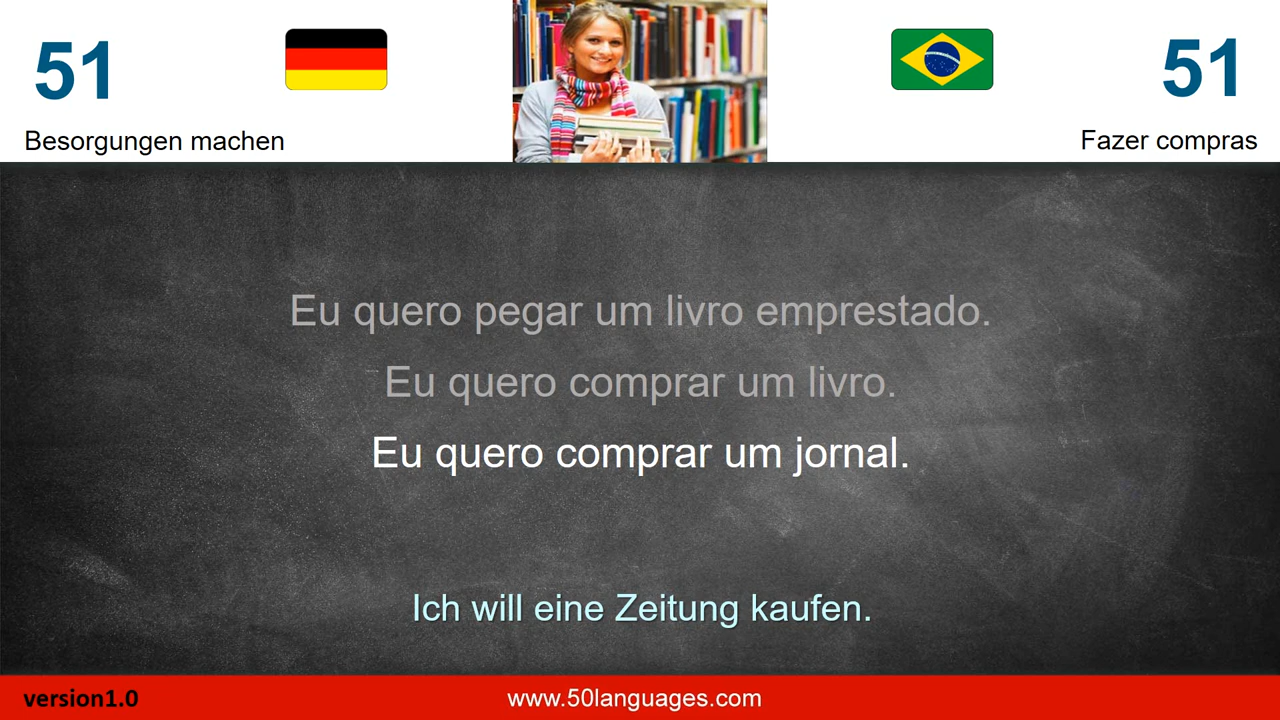 51
51
Besorgungen machen
Fazer compras
Eu quero pegar um livro emprestado.
Eu quero comprar um livro.
Eu quero comprar um jornal.
Ich will eine Zeitung kaufen.
version1.0
www.50languages.com